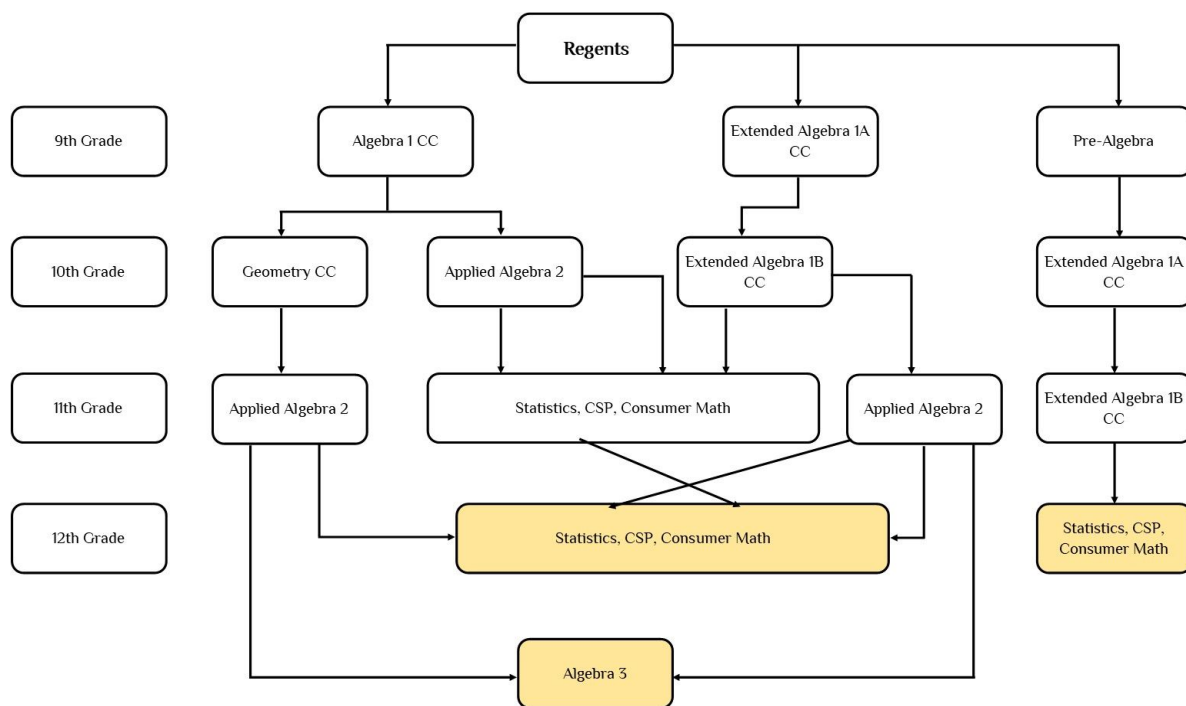 Regents
9th Grade
Algebra 1 CC
Extended Algebra 1A
CC
Pre-Algebra
10th Grade
Geometry CC
Applied Algebra 2
Extended Algebra 1B
CC
Extended Algebra 1A
CC
11th Grade
Applied Algebra 2
Statistics, CSP, Consumer Math
Applied Algebra 2
Extended Algebra 1B
CC
12th Grade
Statistics, CSP, Consumer Math
Statistics, CSP,
Consumer Math
Algebra 3